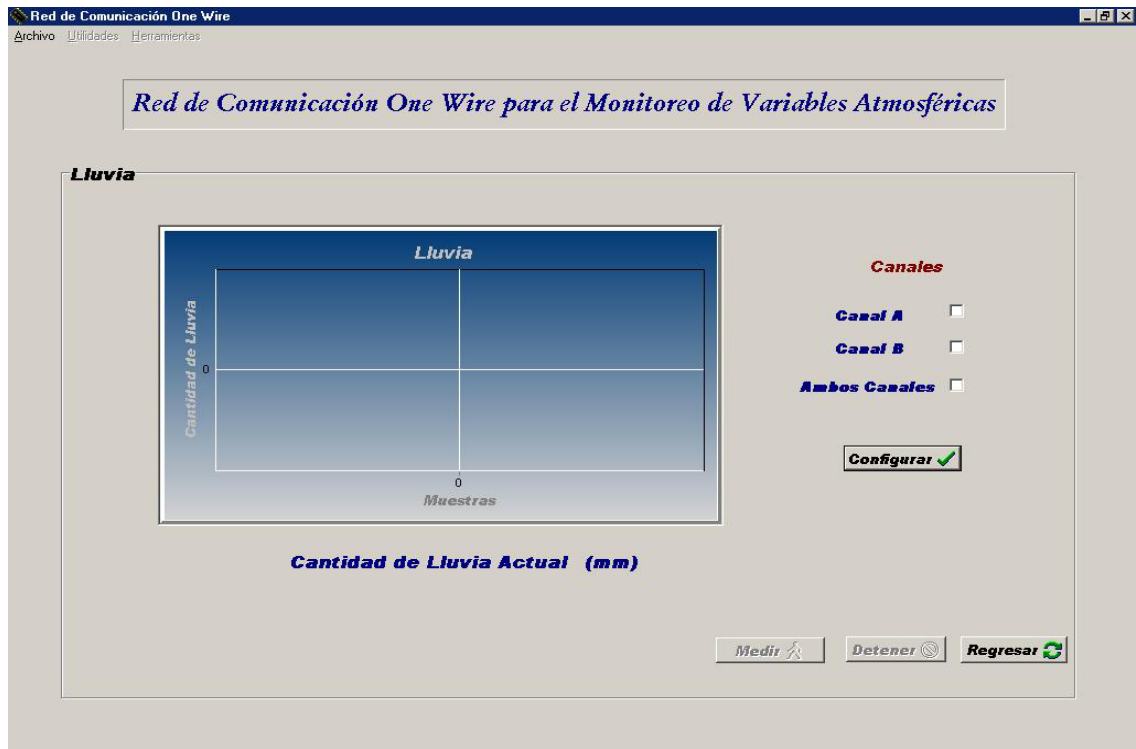 Red de Comunicación One Wire
Archivo Utilidades Herramientas
Red de Comunicación One Wire para el Monitoreo de Variables Atmosféricas
Lluvia
Lluvia
Cantidad de Lluvia
0
0
Muestras
Canales
Canal A
Canal B
Ambos Canales
Configurar
Cantidad de Lluvia Actual (mm)
Medir Detener Regresar